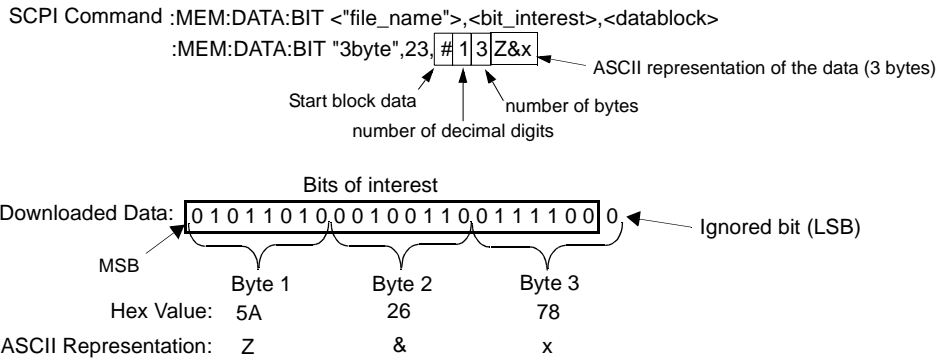 SCPI Command :MEM:DATA:BIT <"file_name">,<bit_interest>,<datablock>
:MEM:DATA:BIT "3byte",23,#13Z&x
ASCII representation of the data (3 bytes)
Start block data
number of bytes
number of decimal digits
Bits of interest
Downloaded Data: 0 1 0 1 1 0 1 0 0 0 1 0 0 1 1 0 0 1 1 1 1 0 0 0
Ignored bit (LSB)
MSB
Byte 1 Byte 2 Byte 3
Hex Value: 5A 26 78
ASCII Representation: Z & x